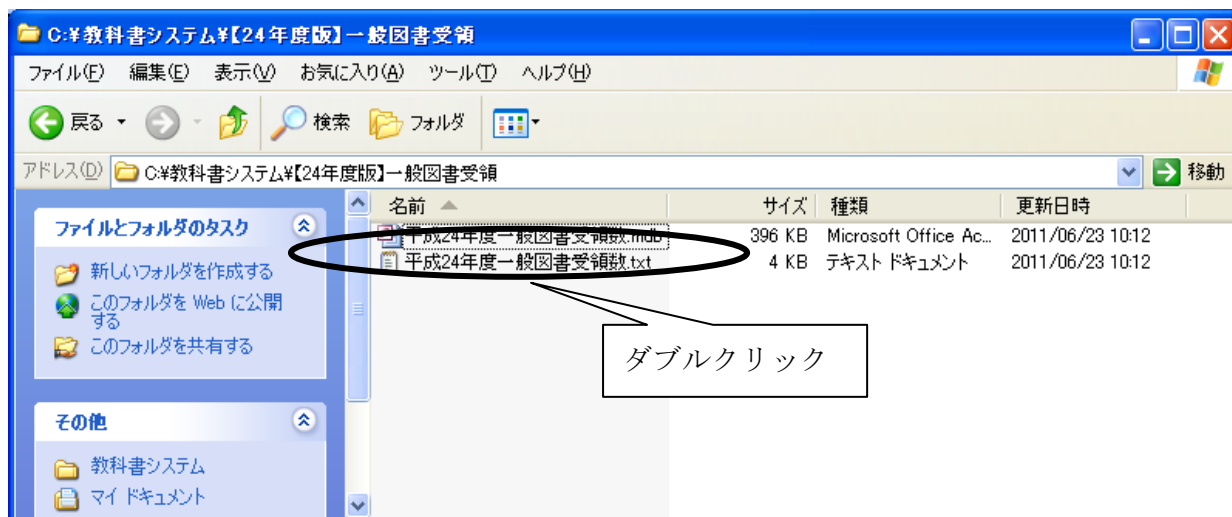 C:¥教科書システム¥【24年度版】一般図書受領
ファイル(F) 編集(E) 表示(V) お気に入り(A) ツール(T) ヘルプ(H)
戻る 検索 フォルダ
アドレス(D) C:¥教科書システム¥【24年度版】一般図書受領 移動
名前 サイズ 種類 更新日時
平成24年度一般図書受領数.mdb 396 KB Microsoft Office Ac... 2011/06/23 10:12
平成24年度一般図書受領数.txt 4 KB テキスト ドキュメント 2011/06/23 10:12
ファイルとフォルダのタスク
新しいフォルダを作成する
このフォルダを Web に公開
する
このフォルダを共有する
ダブルクリック
その他
教科書システム
マイ ドキュメント